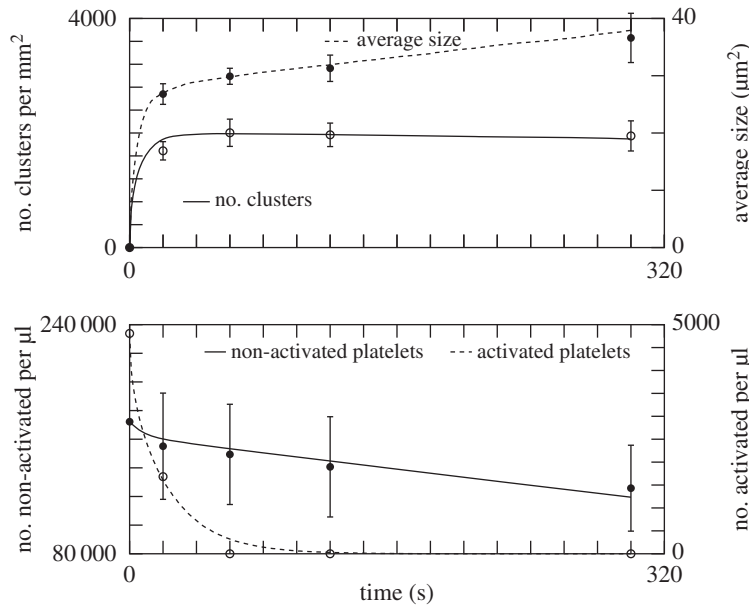 4000
40
average size
no. clusters per mm²
average size (μm²)
no. clusters
0
0
0
320
240 000
5000
non-activated platelets
activated platelets
no. non-activated per μl
no. activated per μl
80 000
0
0
320
time (s)